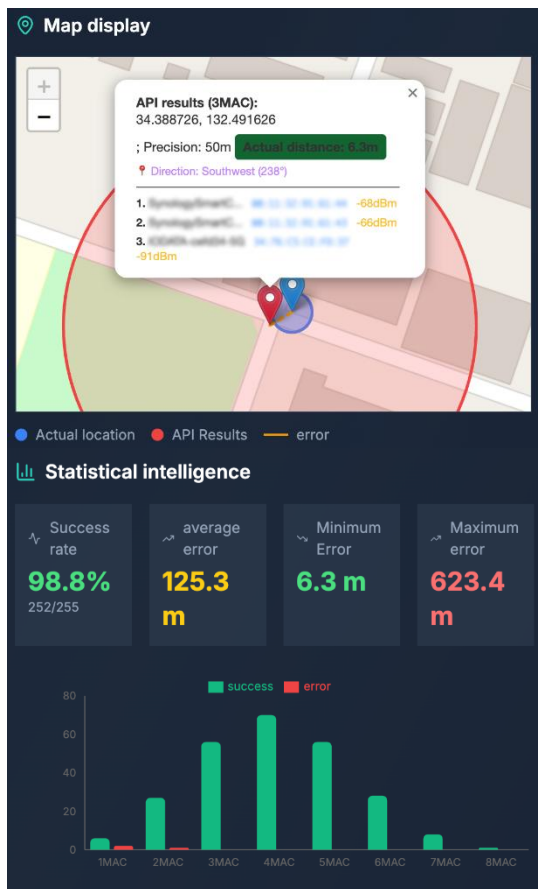 Map display
+
−
×
API results (3MAC):
34.388726, 132.491626
; Precision: 50m Actual distance: 6.3m
Direction: Southwest (238°)
1. -68dBm
2. -66dBm
3.
-91dBm
Actual location API Results error
Statistical intelligence
Success
rate
98.8%
252/255
average
error
125.3
m
Minimum
Error
6.3 m
Maximum
error
623.4
m
success error
80
60
40
20
0
1MAC 2MAC 3MAC 4MAC 5MAC 6MAC 7MAC 8MAC